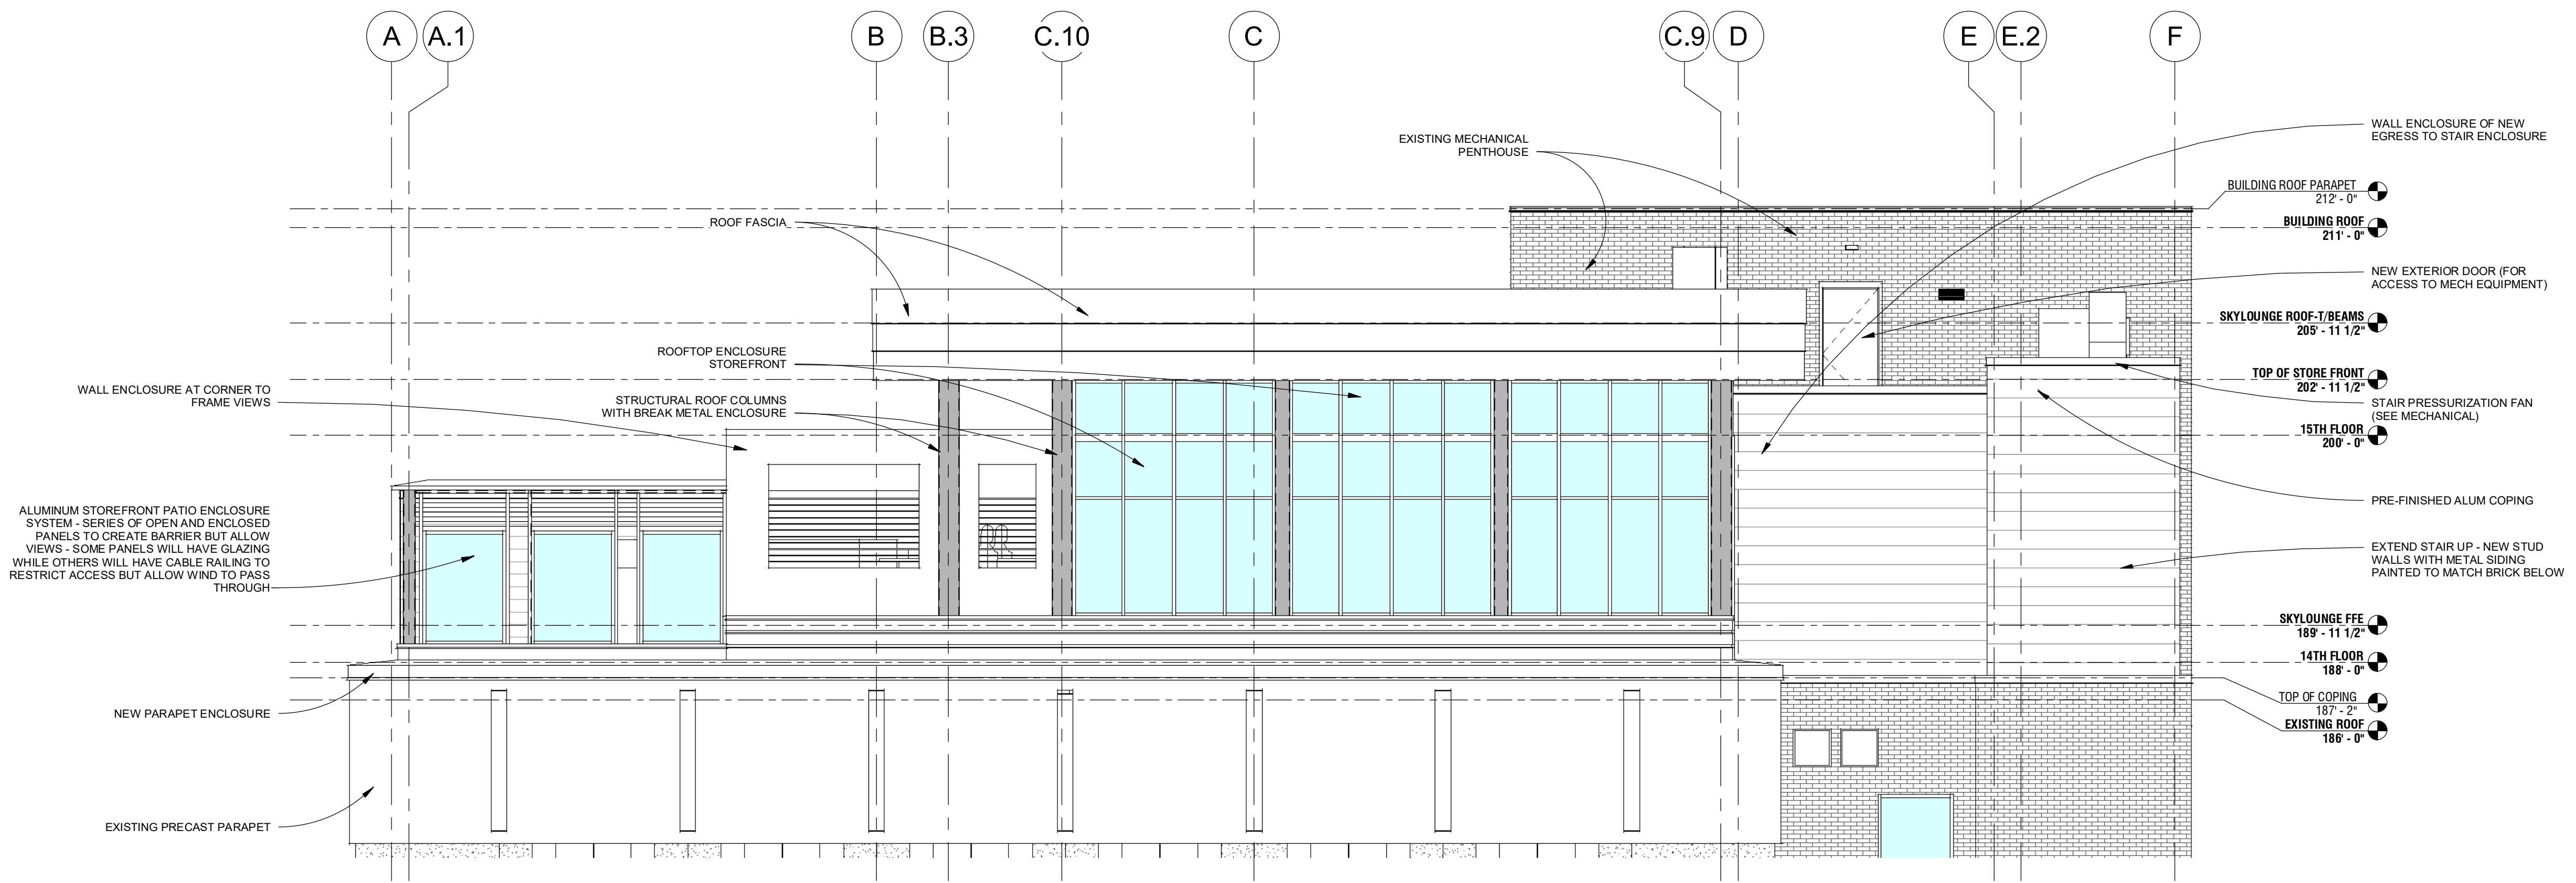 A
A.1
B
B.3
C.10
C
C.9
D
E
E.2
F
WALL ENCLOSURE OF NEW
EGRESS TO STAIR ENCLOSURE
EXISTING MECHANICAL
PENTHOUSE
BUILDING ROOF PARAPET
212' - 0"
ROOF FASCIA
BUILDING ROOF
211' - 0"
NEW EXTERIOR DOOR (FOR
ACCESS TO MECH EQUIPMENT)
SKYLOUNGE ROOF-T/BEAMS
205' - 11 1/2"
ROOFTOP ENCLOSURE
STOREFRONT
TOP OF STORE FRONT
202' - 11 1/2"
WALL ENCLOSURE AT CORNER TO
FRAME VIEWS
STRUCTURAL ROOF COLUMNS
WITH BREAK METAL ENCLOSURE
STAIR PRESSURIZATION FAN
(SEE MECHANICAL)
15TH FLOOR
200' - 0"
PRE-FINISHED ALUM COPING
ALUMINUM STOREFRONT PATIO ENCLOSURE
SYSTEM - SERIES OF OPEN AND ENCLOSED
PANELS TO CREATE BARRIER BUT ALLOW
VIEWS - SOME PANELS WILL HAVE GLAZING
WHILE OTHERS WILL HAVE CABLE RAILING TO
RESTRICT ACCESS BUT ALLOW WIND TO PASS
THROUGH
EXTEND STAIR UP - NEW STUD
WALLS WITH METAL SIDING
PAINTED TO MATCH BRICK BELOW
SKYLOUNGE FFE
189' - 11 1/2"
14TH FLOOR
188' - 0"
TOP OF COPING
187' - 2"
NEW PARAPET ENCLOSURE
EXISTING ROOF
186' - 0"
EXISTING PRECAST PARAPET